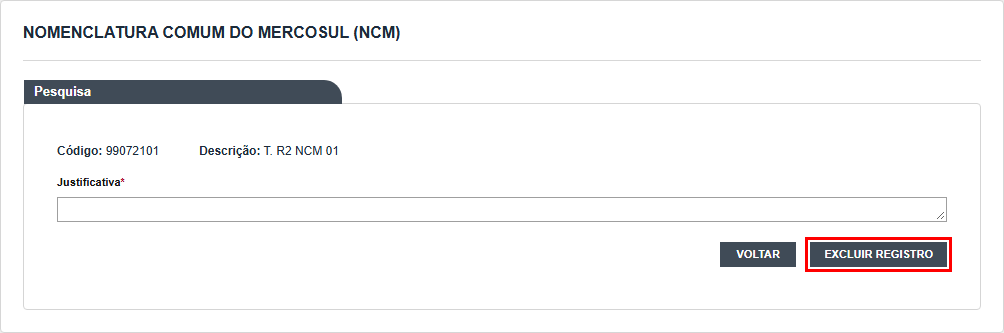 NOMENCLATURA COMUM DO MERCOSUL (NCM)
Pesquisa
Código: 99072101 Descrição: T. R2 NCM 01
Justificativa*
VOLTAR EXCLUIR REGISTRO